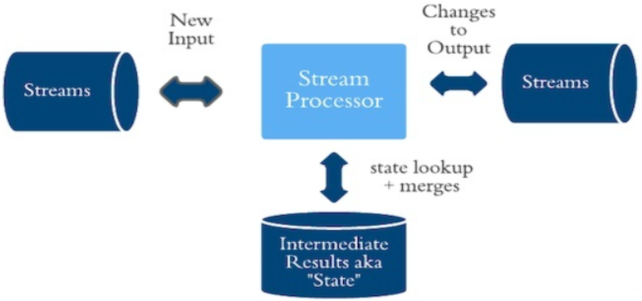 New
Input
Changes
to
Output
Streams
Stream
Processor
Streams
state lookup
+ merges
Intermediate
Results aka
"State"